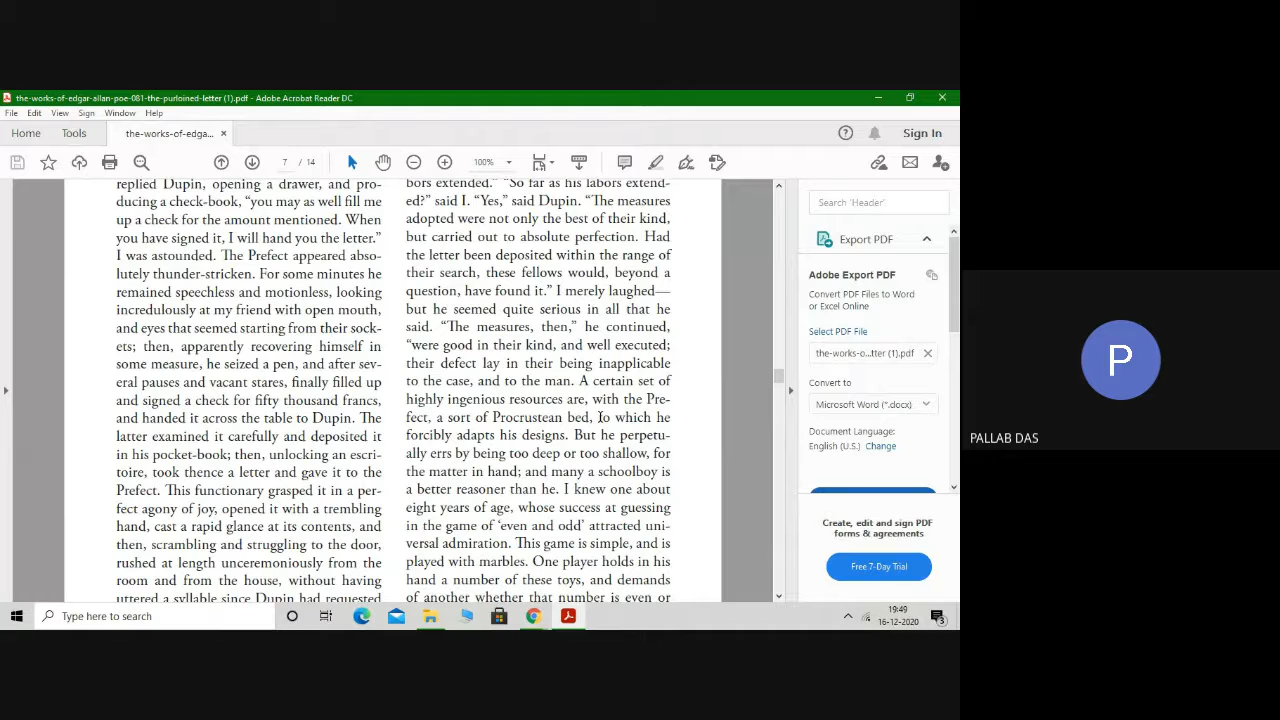 the-works-of-edgar-allan-poe-081-the-purloined-letter (1).pdf - Adobe Acrobat Reader DC
File Edit View Sign Window Help
Home Tools the-works-of-edga... × Sign In
7 / 14 100%
replied Dupin, opening a drawer, and pro-
ducing a check-book, “you may as well fill me
up a check for the amount mentioned. When
you have signed it, I will hand you the letter.”
I was astounded. The Prefect appeared abso-
lutely thunder-stricken. For some minutes he
remained speechless and motionless, looking
incredulously at my friend with open mouth,
and eyes that seemed starting from their sock-
ets; then, apparently recovering himself in
some measure, he seized a pen, and after sev-
eral pauses and vacant stares, finally filled up
and signed a check for fifty thousand francs,
and handed it across the table to Dupin. The
latter examined it carefully and deposited it
in his pocket-book; then, unlocking an escri-
toire, took thence a letter and gave it to the
Prefect. This functionary grasped it in a per-
fect agony of joy, opened it with a trembling
hand, cast a rapid glance at its contents, and
then, scrambling and struggling to the door,
rushed at length unceremoniously from the
room and from the house, without having
uttered a syllable since Dupin had requested
bors extended.” “So far as his labors extend-
ed?” said I. “Yes,” said Dupin. “The measures
adopted were not only the best of their kind,
but carried out to absolute perfection. Had
the letter been deposited within the range of
their search, these fellows would, beyond a
question, have found it.” I merely laughed—
but he seemed quite serious in all that he
said. “The measures, then,” he continued,
“were good in their kind, and well executed;
their defect lay in their being inapplicable
to the case, and to the man. A certain set of
highly ingenious resources are, with the Pre-
fect, a sort of Procrustean bed, to which he
forcibly adapts his designs. But he perpetu-
ally errs by being too deep or too shallow, for
the matter in hand; and many a schoolboy is
a better reasoner than he. I knew one about
eight years of age, whose success at guessing
in the game of ‘even and odd’ attracted uni-
versal admiration. This game is simple, and is
played with marbles. One player holds in his
hand a number of these toys, and demands
of another whether that number is even or
Search 'Header'
Export PDF
Adobe Export PDF
Convert PDF Files to Word
or Excel Online
Select PDF File
the-works-o...tter (1).pdf
Convert to
Microsoft Word (*.docx)
Document Language:
English (U.S.) Change
Create, edit and sign PDF
forms & agreements
Free 7-Day Trial
P
PALLAB DAS
Type here to search
19:49
16-12-2020
3